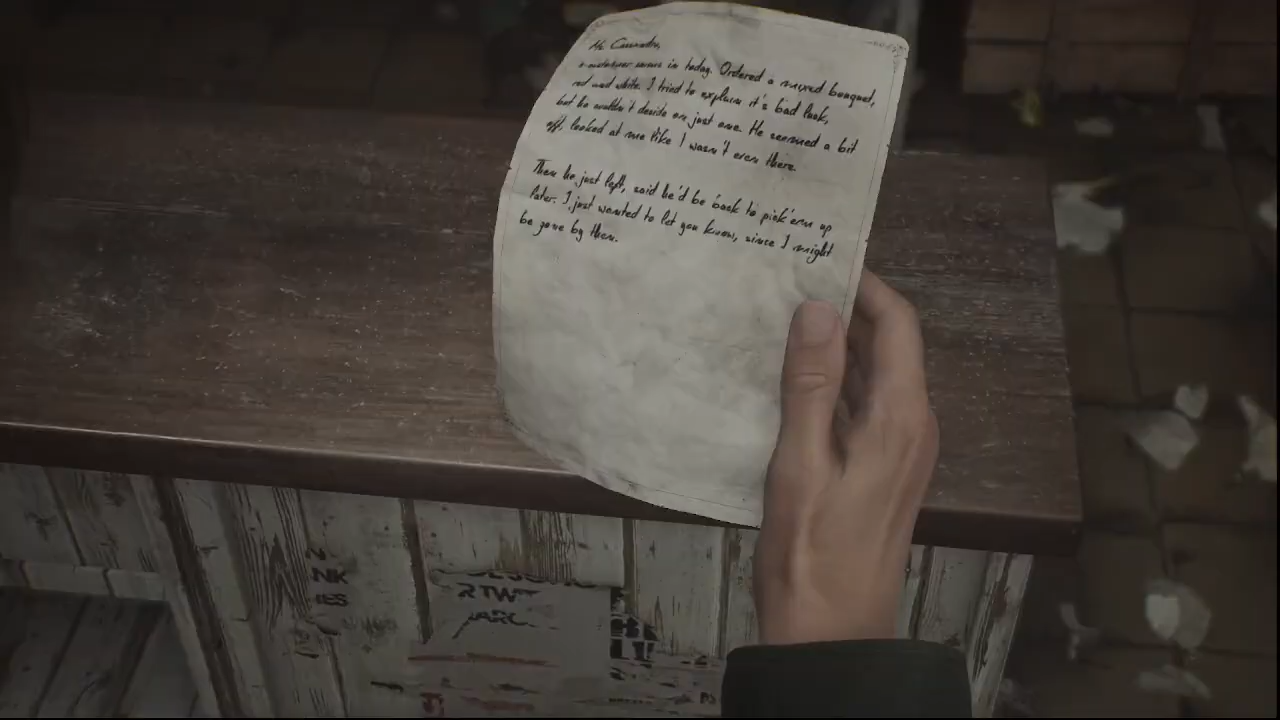 Ms. Cassandra,
a customer came in today. Ordered a mixed bouquet,
red and white. I tried to explain it's bad luck,
but he couldn't decide on just one. He seemed a bit
off, looked at me like I wasn't even there.
Then he just left, said he'd be back to pick'em up
later. I just wanted to let you know, since I might
be gone by then.
NK
IES